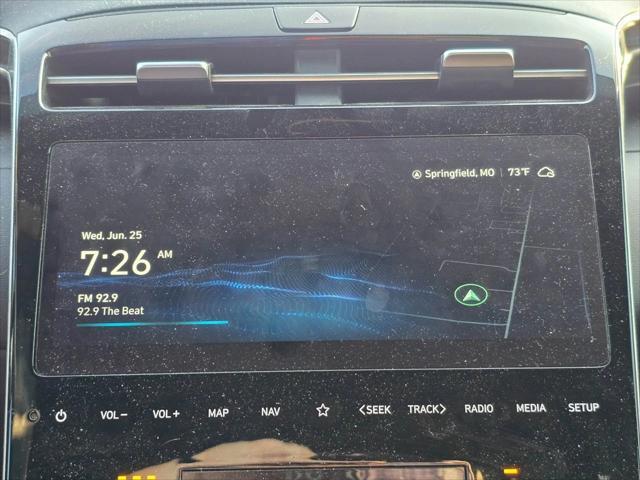 Springfield, MO 73°F
Wed, Jun. 25
7:26 AM
FM 92.9
92.9 The Beat
VOL− VOL+ MAP NAV <SEEK TRACK> RADIO MEDIA SETUP